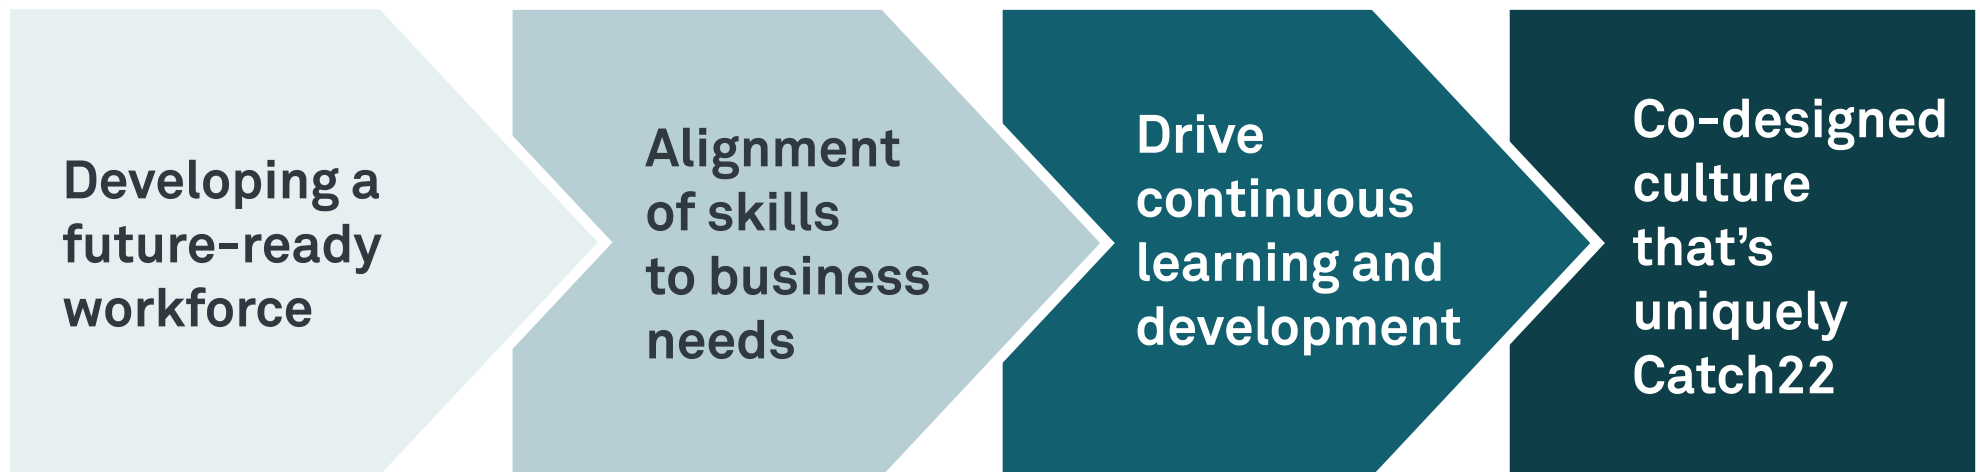 Developing a
future-ready
workforce
Alignment
of skills
to business
needs
Drive
continuous
learning and
development
Co-designed
culture
that’s
uniquely
Catch22